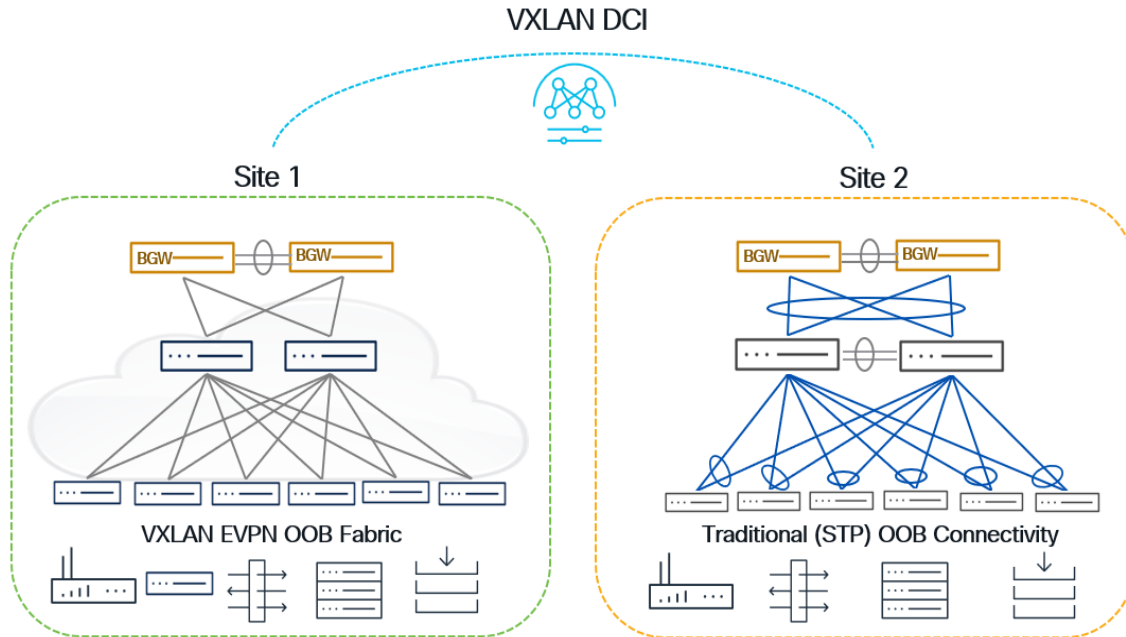 VXLAN DCI
Site 1
Site 2
BGW
BGW
BGW
BGW
VXLAN EVPN OOB Fabric
Traditional (STP) OOB Connectivity